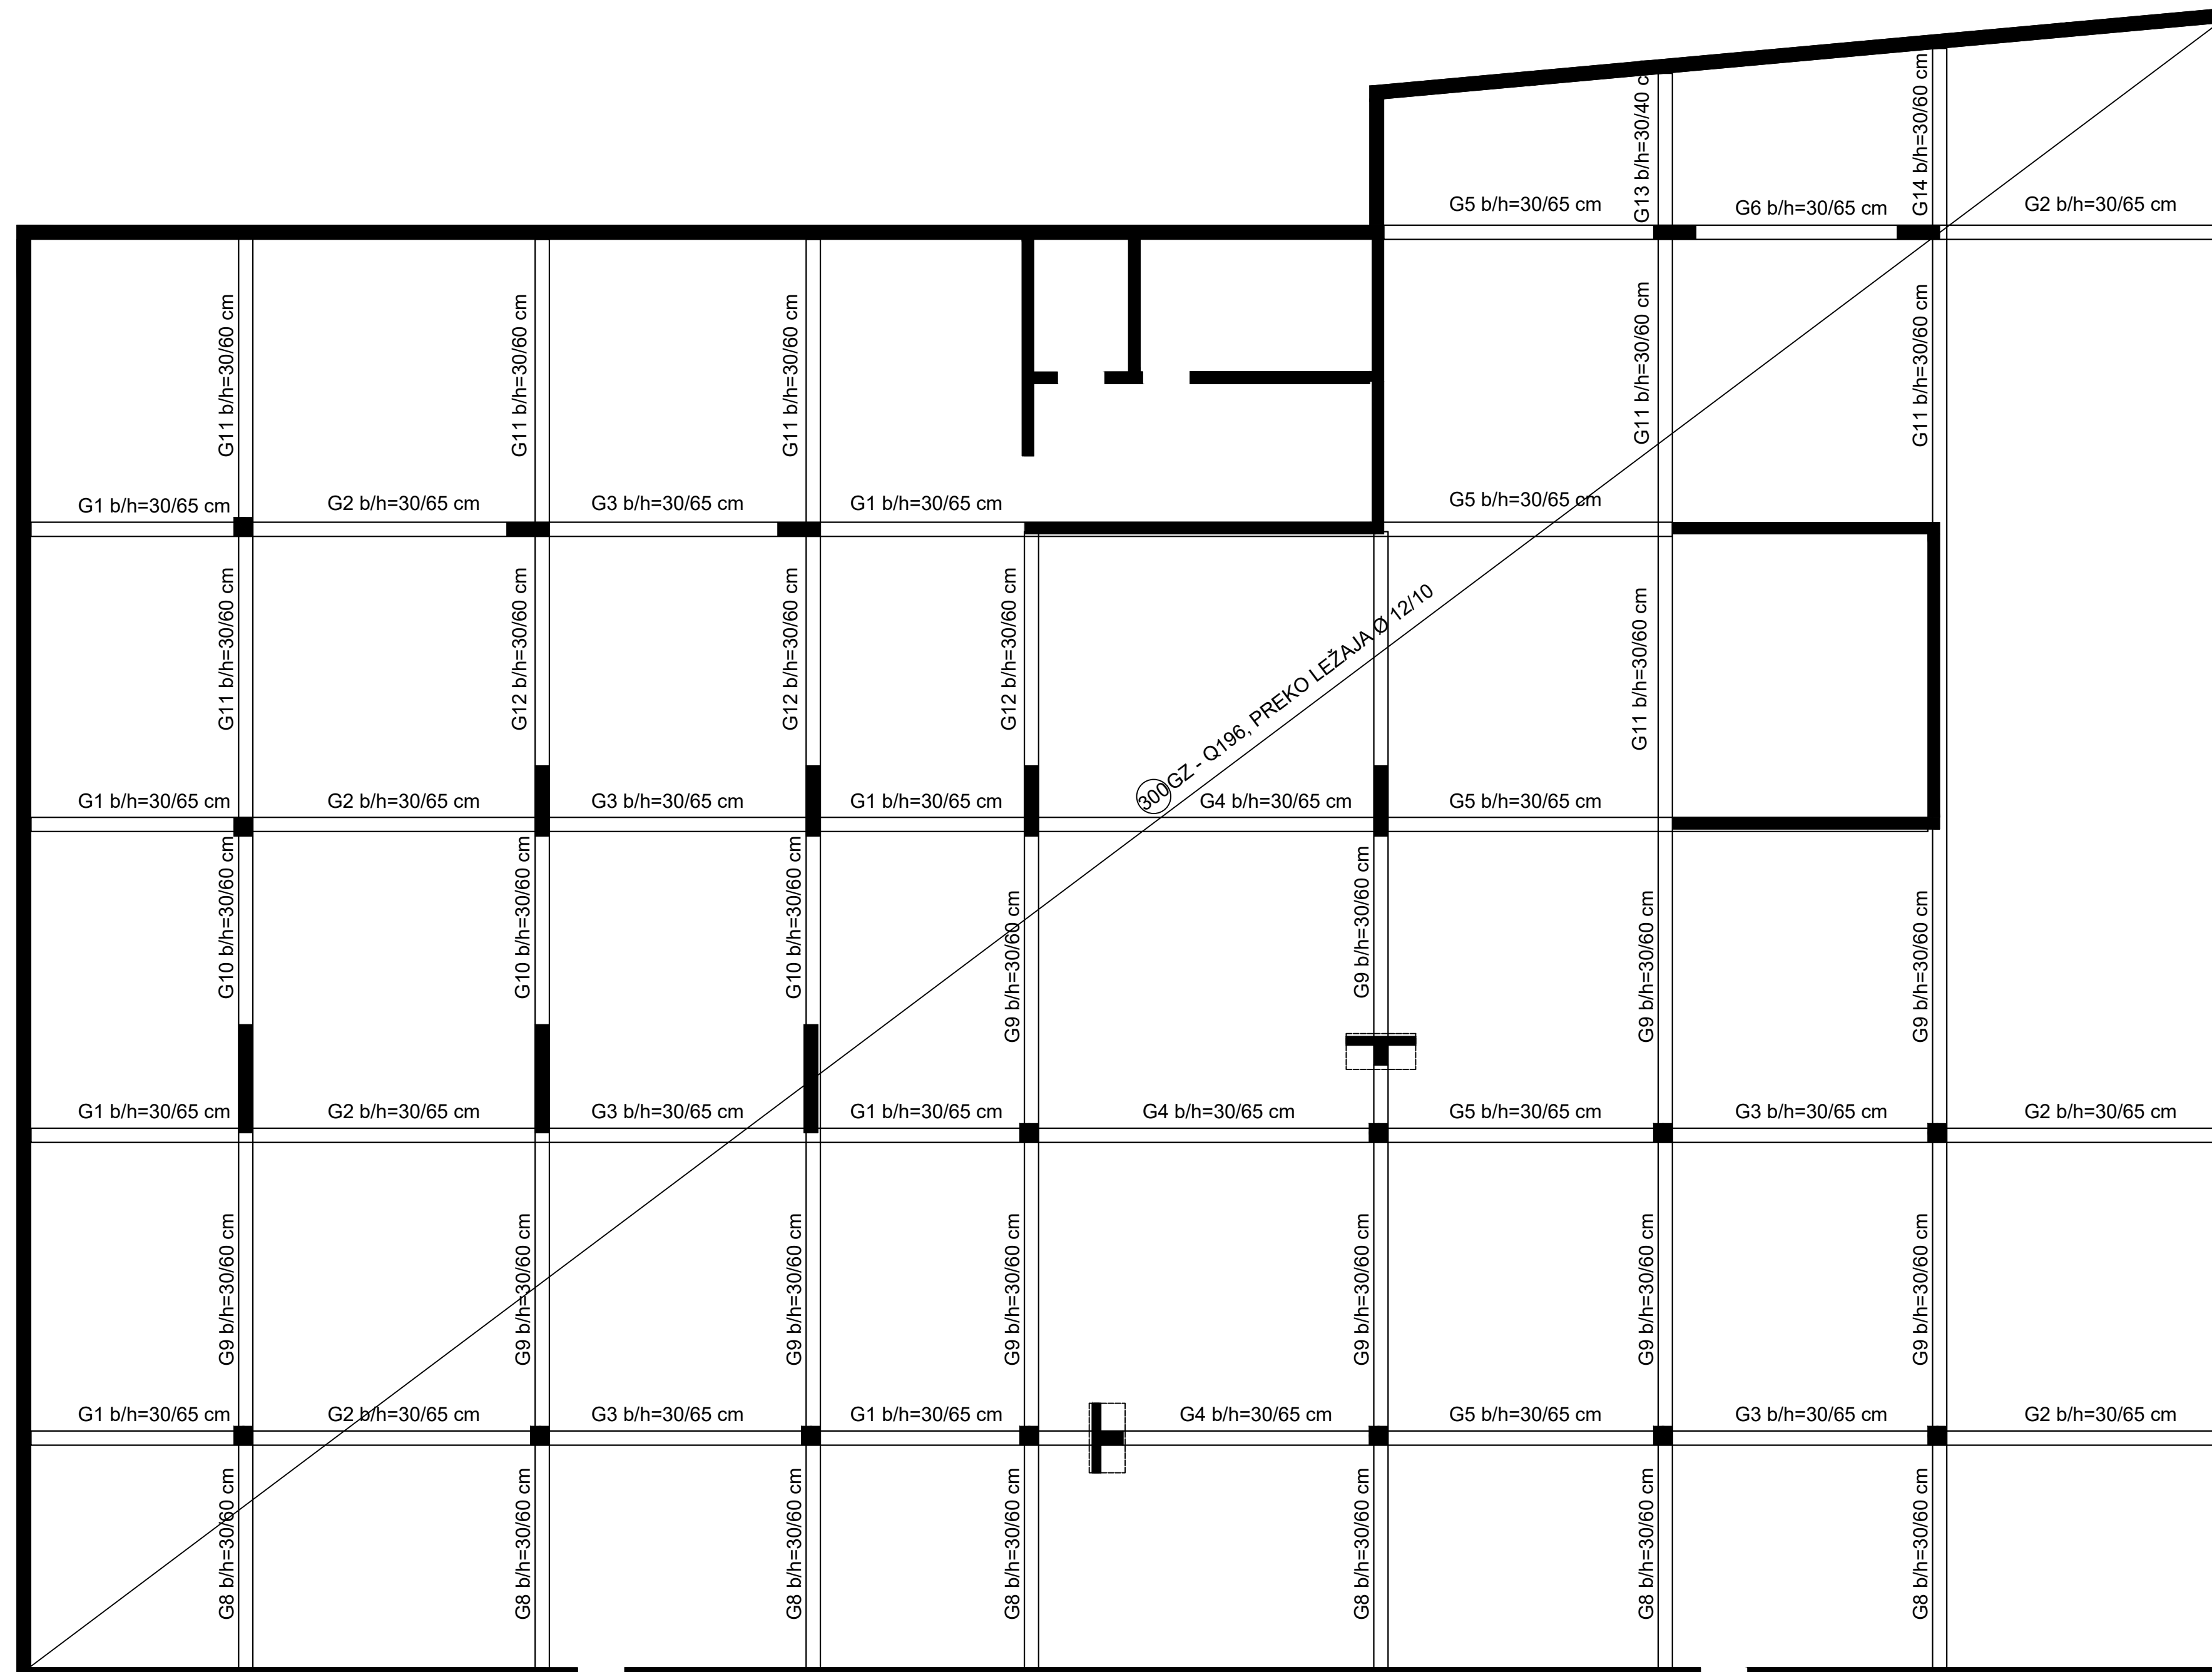 G13 b/h=30/40 c
G14 b/h=30/60 cm
G5 b/h=30/65 cm
G6 b/h=30/65 cm
G2 b/h=30/65 cm
G11 b/h=30/60 cm
G11 b/h=30/60 cm
G11 b/h=30/60 cm
G11 b/h=30/60 cm
G11 b/h=30/60 cm
G1 b/h=30/65 cm
G2 b/h=30/65 cm
G3 b/h=30/65 cm
G1 b/h=30/65 cm
G5 b/h=30/65 cm
G11 b/h=30/60 cm
G12 b/h=30/60 cm
G12 b/h=30/60 cm
G12 b/h=30/60 cm
300 GZ - Q196, PREKO LEŽAJA Ø 12/10
G11 b/h=30/60 cm
G1 b/h=30/65 cm
G2 b/h=30/65 cm
G3 b/h=30/65 cm
G1 b/h=30/65 cm
G4 b/h=30/65 cm
G5 b/h=30/65 cm
G10 b/h=30/60 cm
G10 b/h=30/60 cm
G10 b/h=30/60 cm
G9 b/h=30/60 cm
G9 b/h=30/60 cm
G9 b/h=30/60 cm
G9 b/h=30/60 cm
G1 b/h=30/65 cm
G2 b/h=30/65 cm
G3 b/h=30/65 cm
G1 b/h=30/65 cm
G4 b/h=30/65 cm
G5 b/h=30/65 cm
G3 b/h=30/65 cm
G2 b/h=30/65 cm
G9 b/h=30/60 cm
G9 b/h=30/60 cm
G9 b/h=30/60 cm
G9 b/h=30/60 cm
G9 b/h=30/60 cm
G9 b/h=30/60 cm
G9 b/h=30/60 cm
G1 b/h=30/65 cm
G2 b/h=30/65 cm
G3 b/h=30/65 cm
G1 b/h=30/65 cm
G4 b/h=30/65 cm
G5 b/h=30/65 cm
G3 b/h=30/65 cm
G2 b/h=30/65 cm
G8 b/h=30/60 cm
G8 b/h=30/60 cm
G8 b/h=30/60 cm
G8 b/h=30/60 cm
G8 b/h=30/60 cm
G8 b/h=30/60 cm
G8 b/h=30/60 cm